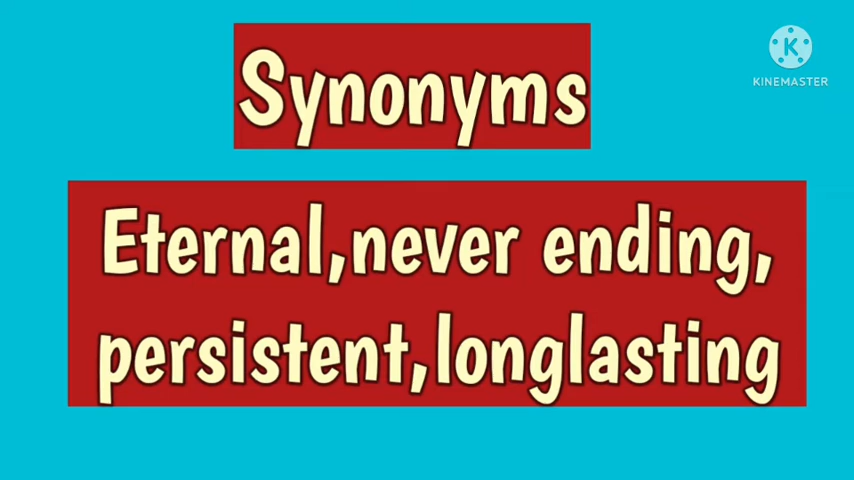 Synonyms
KINEMASTER
Eternal,never ending,
persistent,longlasting